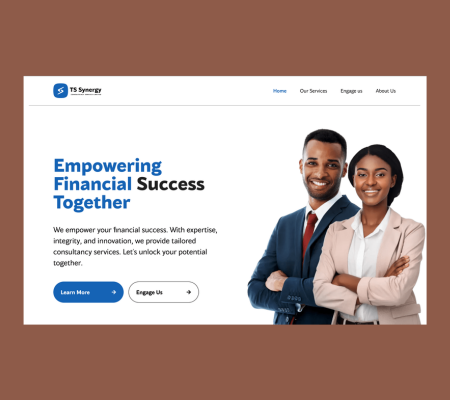 TS Synergy
Home
Our Services
Engage us
About Us
Empowering
Financial Success
Together
We empower your financial success. With expertise,
integrity, and innovation, we provide tailored
consultancy services. Let's unlock your potential
together.
Learn More →
Engage Us →